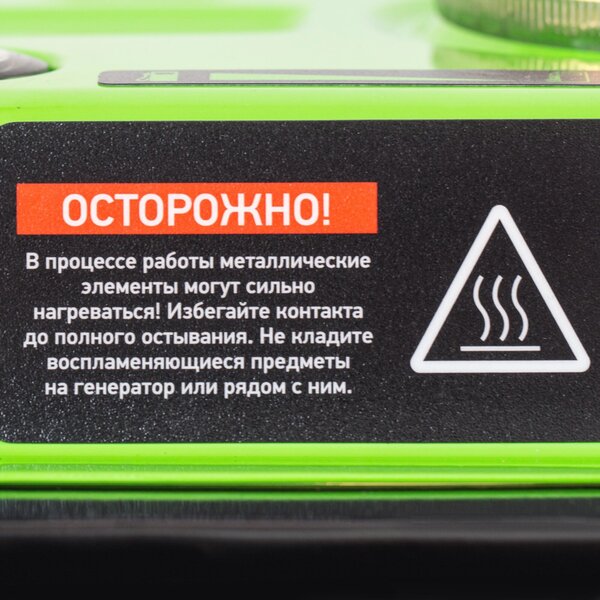 ОСТОРОЖНО!
В процессе работы металлические
элементы могут сильно
нагреваться! Избегайте контакта
до полного остывания. Не кладите
воспламеняющиеся предметы
на генератор или рядом с ним.